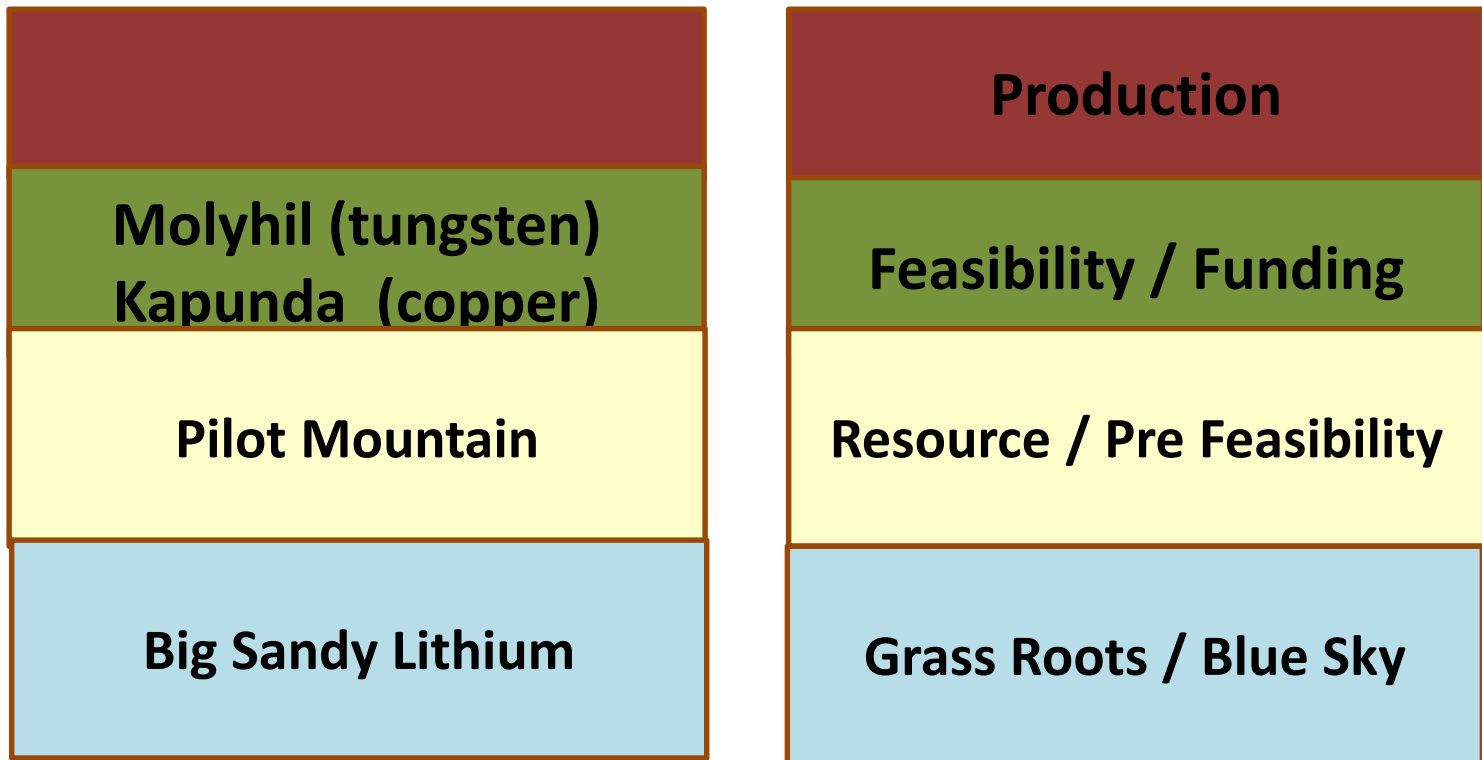 Production
Molyhil (tungsten)
Kapunda  (copper)
Feasibility / Funding
Pilot Mountain
Resource / Pre Feasibility
Big Sandy Lithium
Grass Roots / Blue Sky